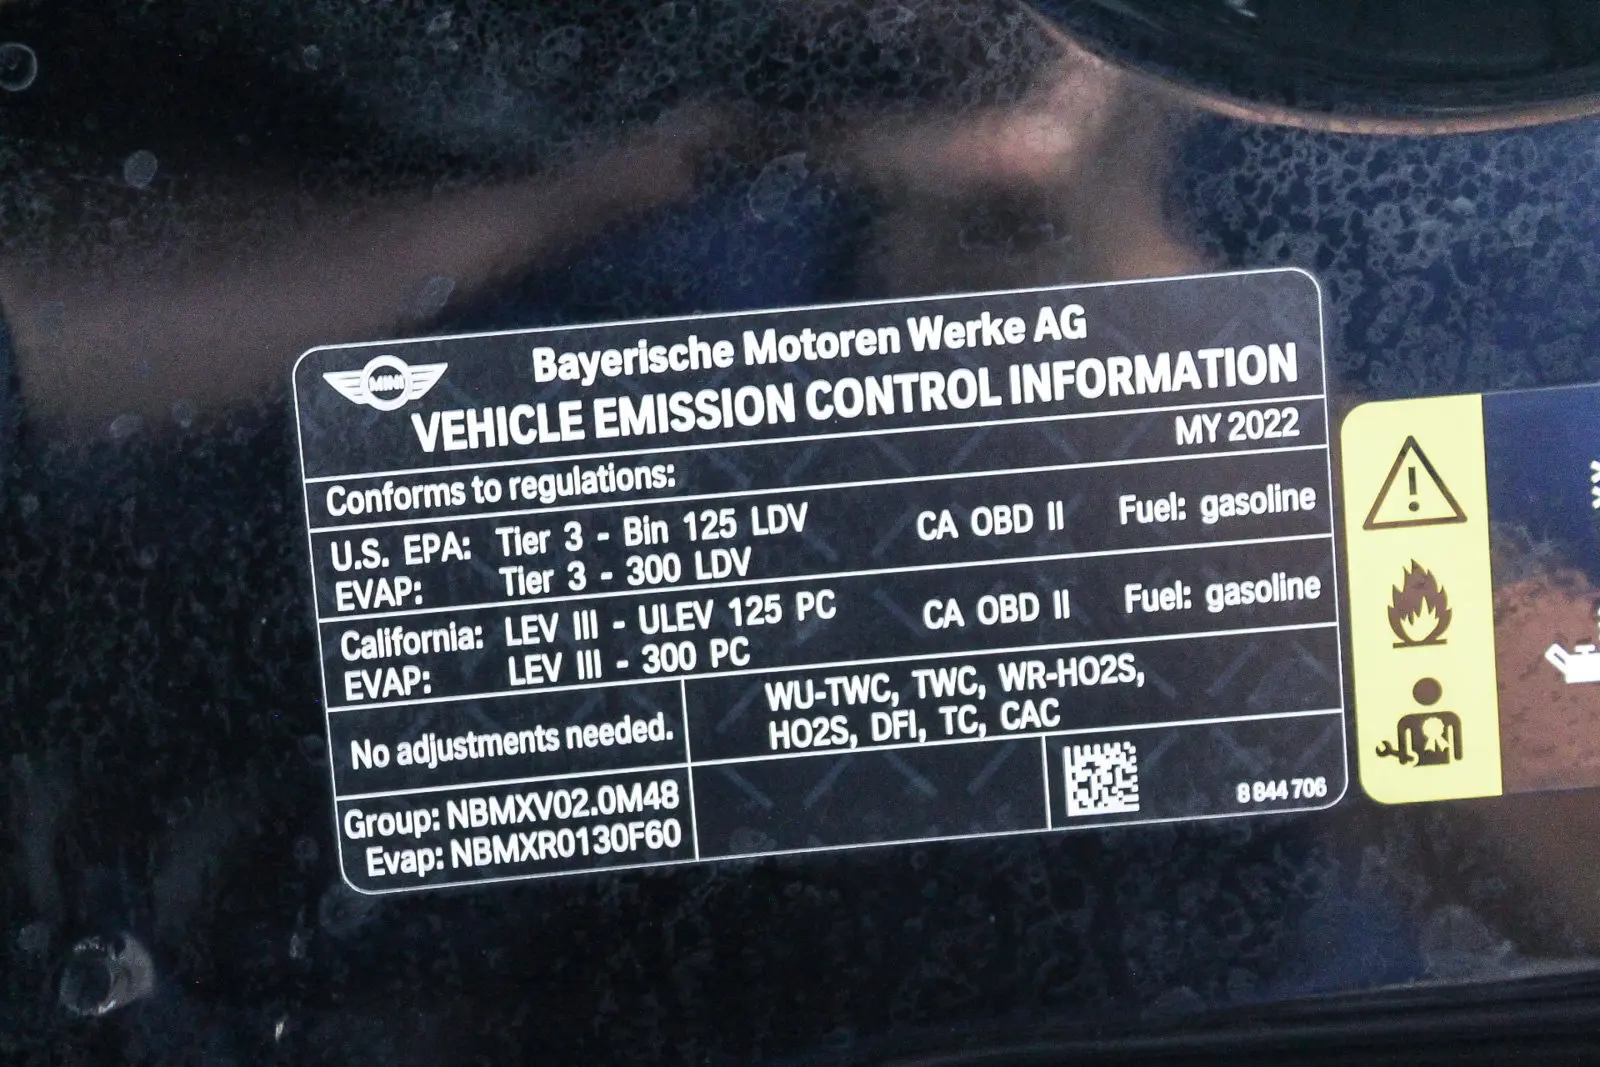 MINI
Bayerische Motoren Werke AG
VEHICLE EMISSION CONTROL INFORMATION
MY 2022
Conforms to regulations:
U.S. EPA: Tier 3 - Bin 125 LDV CA OBD II Fuel: gasoline
EVAP: Tier 3 - 300 LDV
California: LEV III - ULEV 125 PC CA OBD II Fuel: gasoline
EVAP: LEV III - 300 PC
No adjustments needed.
WU-TWC, TWC, WR-HO2S,
HO2S, DFI, TC, CAC
Group: NBMXV02.0M48
Evap: NBMXR0130F60
8 844 706